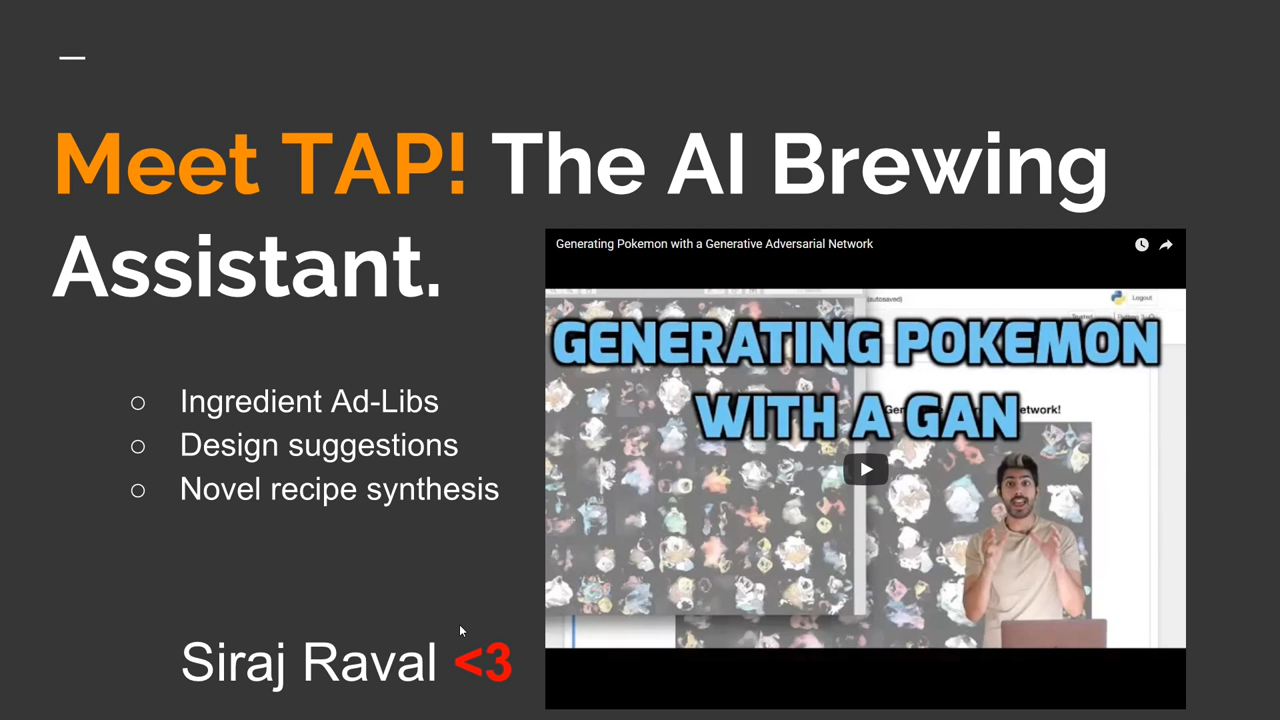 Meet TAP! The AI Brewing
Assistant.
Ingredient Ad-Libs
Design suggestions
Novel recipe synthesis
Siraj Raval <3
Generating Pokemon with a Generative Adversarial Network
(autosaved)
Logout
GENERATING POKEMON
WITH A GAN